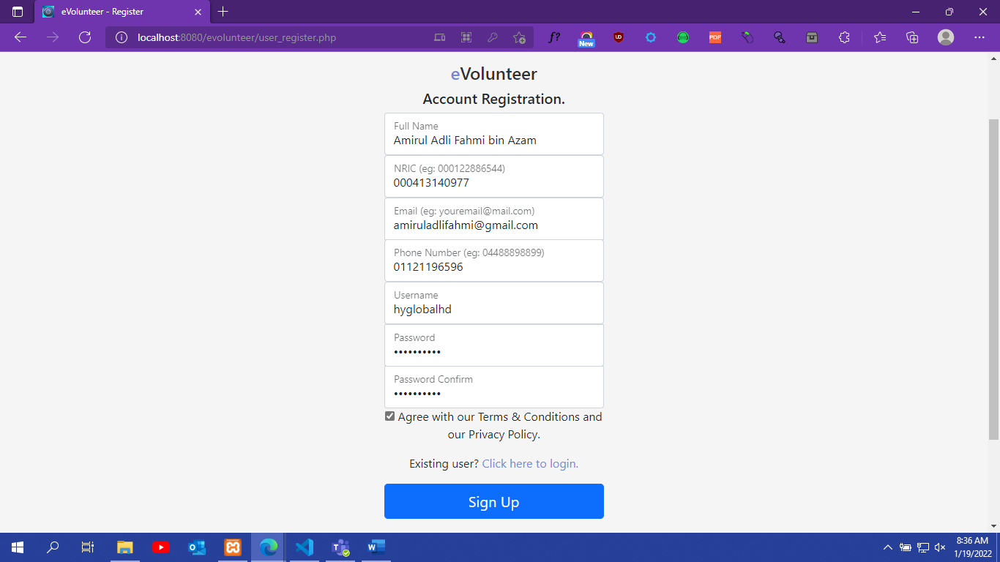 eVolunteer - Register
localhost:8080/evolunteer/user_register.php
f?
New
UD
PDF
eVolunteer
Account Registration.
Full Name
Amirul Adli Fahmi bin Azam
NRIC (eg: 000122886544)
000413140977
Email (eg: youremail@mail.com)
amiruladlifahmi@gmail.com
Phone Number (eg: 04488898899)
01121196596
Username
hyglobalhd
Password
••••••••••
Password Confirm
••••••••••
Agree with our Terms & Conditions and
our Privacy Policy.
Existing user? Click here to login.
Sign Up
8:36 AM
1/19/2022